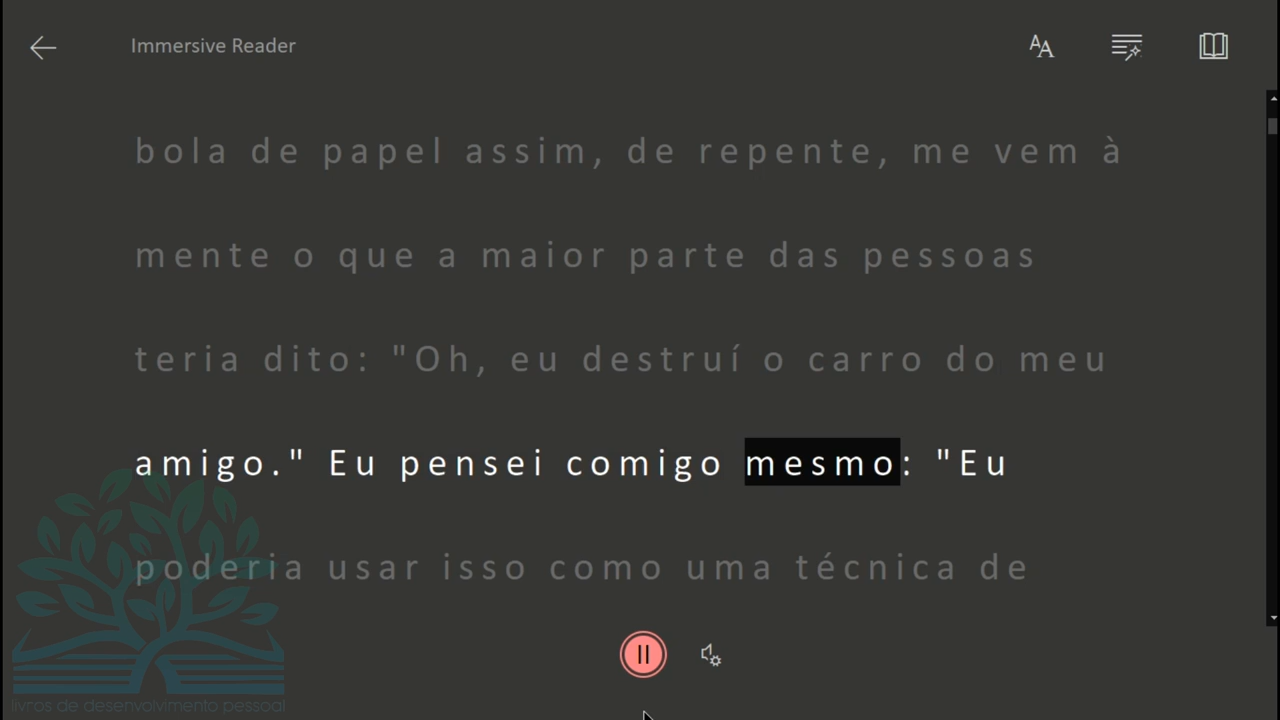 Immersive Reader
bola de papel assim, de repente, me vem à
mente o que a maior parte das pessoas
teria dito: "Oh, eu destruí o carro do meu
amigo." Eu pensei comigo mesmo: "Eu
poderia usar isso como uma técnica de
livros de desenvolvimento pessoal